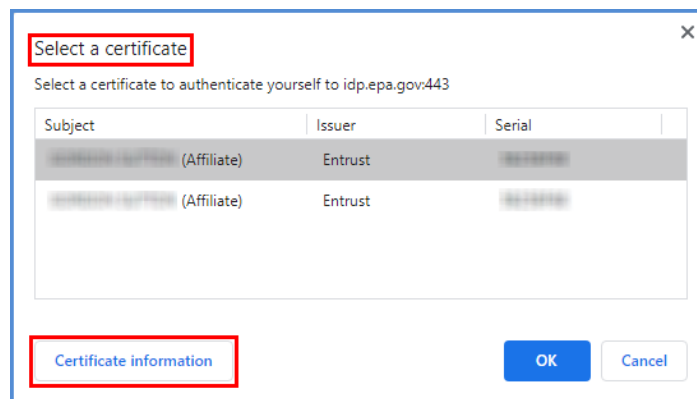 Select a certificate
Select a certificate to authenticate yourself to idp.epa.gov:443
Subject Issuer Serial
(Affiliate) Entrust
(Affiliate) Entrust
Certificate information OK Cancel